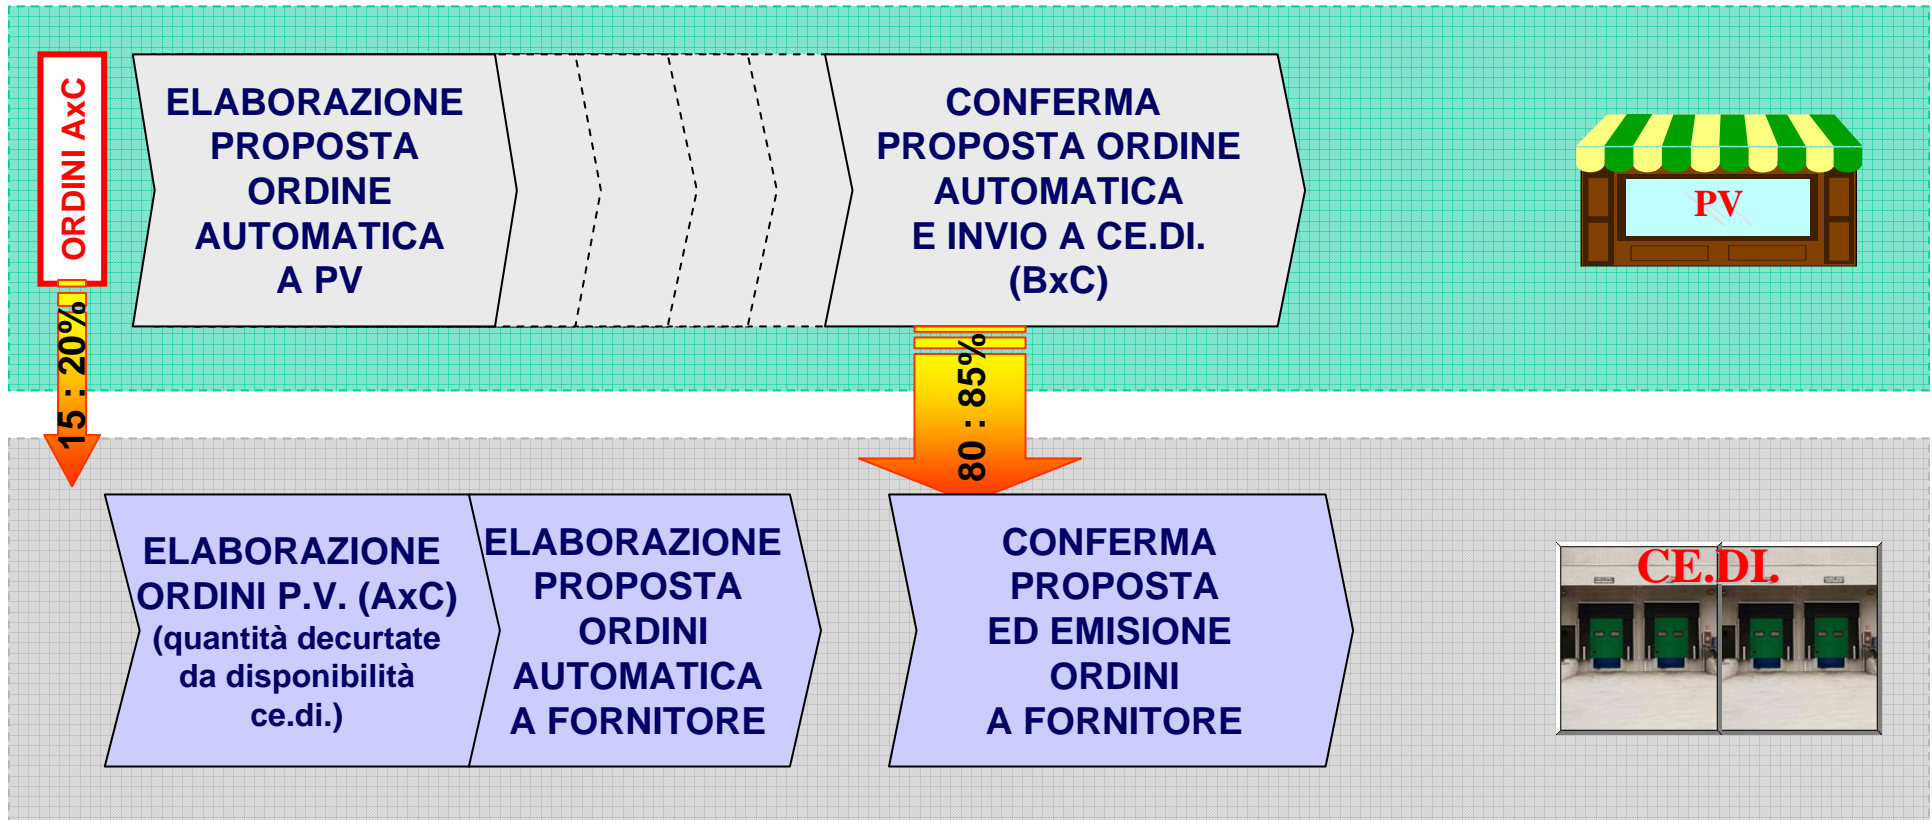 ORDINI AxC
ELABORAZIONE
PROPOSTA
ORDINE
AUTOMATICA
A PV
CONFERMA
PROPOSTA ORDINE
AUTOMATICA
E INVIO A CE.DI.
(BxC)
PV
15 : 20%
80 : 85%
ELABORAZIONE
ORDINI P.V. (AxC)
(quantità decurtate
da disponibilità
ce.di.)
ELABORAZIONE
PROPOSTA
ORDINI
AUTOMATICA
A FORNITORE
CONFERMA
PROPOSTA
ED EMISIONE
ORDINI
A FORNITORE
CE.DI.